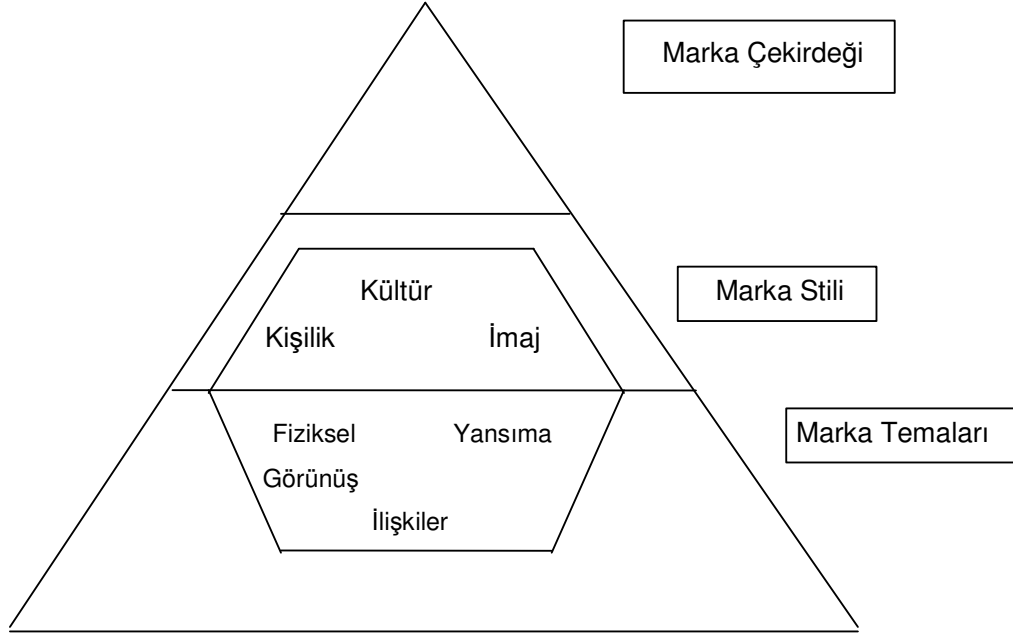 Marka Çekirdeği
Kültür
Marka Stili
Kişilik İmaj
Fiziksel Yansıma
Marka Temaları
Görünüş
İlişkiler